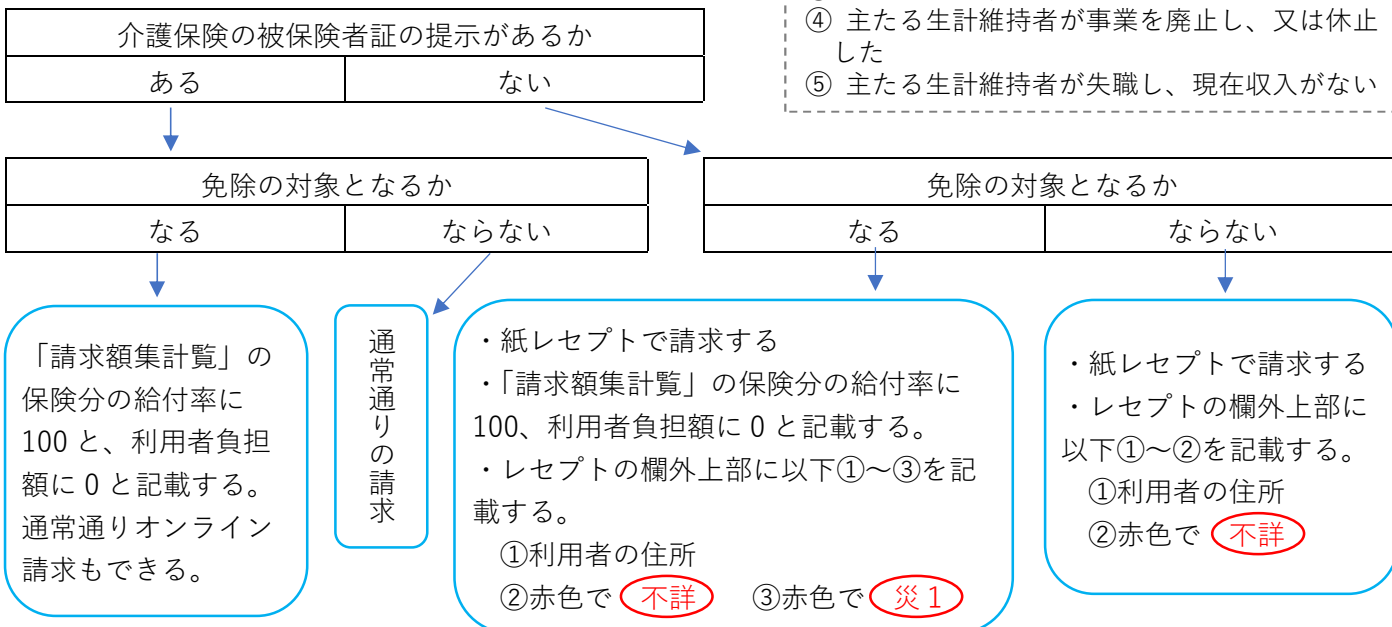 ④ 主たる生計維持者が事業を廃止し、又は休止
した
⑤ 主たる生計維持者が失職し、現在収入がない
介護保険の被保険者証の提示があるか
ある
ない
免除の対象となるか
なる
ならない
免除の対象となるか
なる
ならない
「請求額集計覧」の
保険分の給付率に
100 と、利用者負担
額に 0 と記載する。
通常通りオンライン
請求もできる。
通常通りの請求
・紙レセプトで請求する
・「請求額集計覧」の保険分の給付率に
100、利用者負担額に 0 と記載する。
・レセプトの欄外上部に以下①～③を記
載する。
①利用者の住所
②赤色で 不詳 ③赤色で 災1
・紙レセプトで請求する
・レセプトの欄外上部に
以下①～②を記載する。
①利用者の住所
②赤色で 不詳